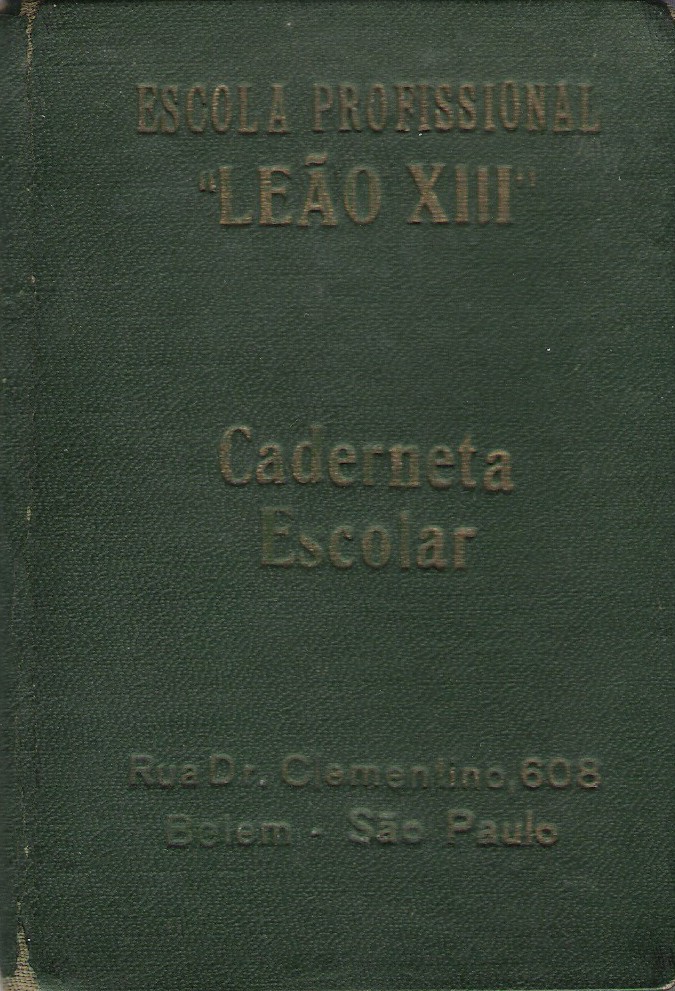 ESCOLA PROFISSIONAL
"LEÃO XIII"
Caderneta
Escolar
Rua Dr. Clementino, 608
Belem - São Paulo